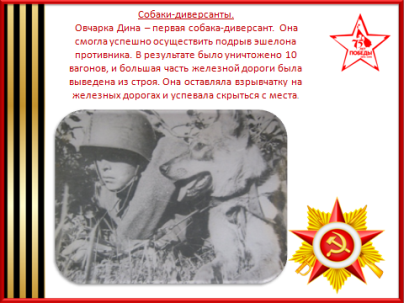 Собаки-диверсанты.
Овчарка Дина – первая собака-диверсант. Она
смогла успешно осуществить подрыв эшелона
противника. В результате было уничтожено 10
вагонов, и большая часть железной дороги была
выведена из строя. Она оставляла взрывчатку на
железных дорогах и успевала скрыться с места.
75
ПОБЕДЫ